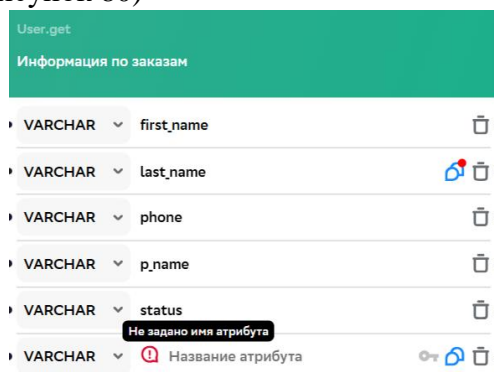 User.get
Информация по заказам
VARCHAR first_name
VARCHAR last_name
VARCHAR phone
VARCHAR p_name
VARCHAR status
Не задано имя атрибута
VARCHAR Название атрибута